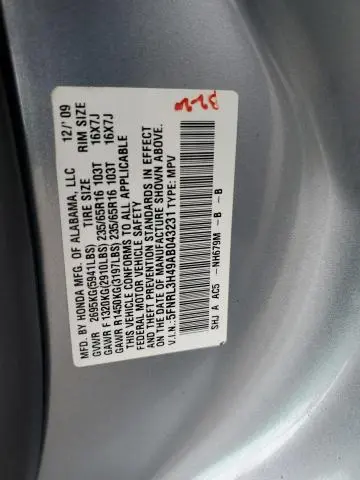 MFD. BY HONDA MFG. OF ALABAMA, LLC 12/'09
GVWR 2695KG(5941LBS) TIRE SIZE RIM SIZE
GAWR F 1320KG(2910LBS) 235/65R16 103T 16X7J
GAWR R1450KG(3197LBS) 235/65R16 103T 16X7J
THIS VEHICLE CONFORMS TO ALL APPLICABLE
FEDERAL MOTOR VEHICLE SAFETY
AND THEFT PREVENTION STANDARDS IN EFFECT
ON THE DATE OF MANUFACTURE SHOWN ABOVE.
V.I.N.: 5FNRL3H49AB043231 TYPE: MPV
SHJ A AC5 -NH679M -B -B